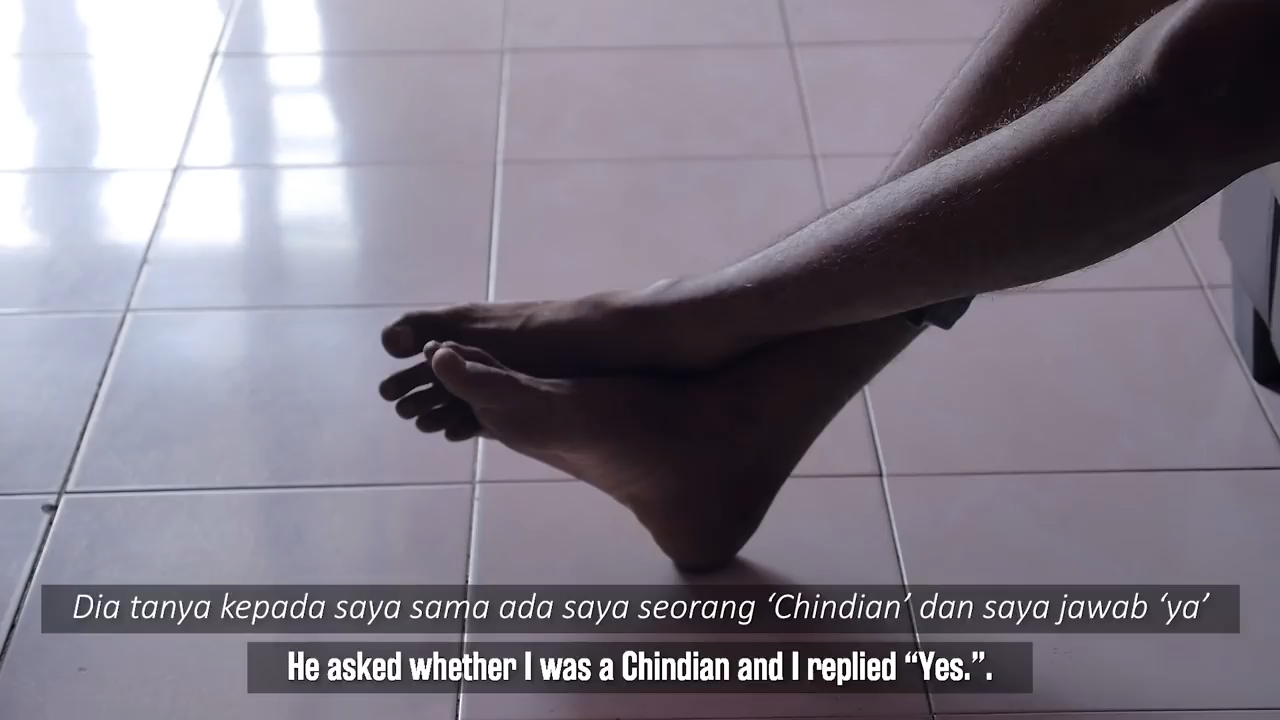 Dia tanya kepada saya sama ada saya seorang ‘Chindian’ dan saya jawab ‘ya’
He asked whether I was a Chindian and I replied “Yes.”.